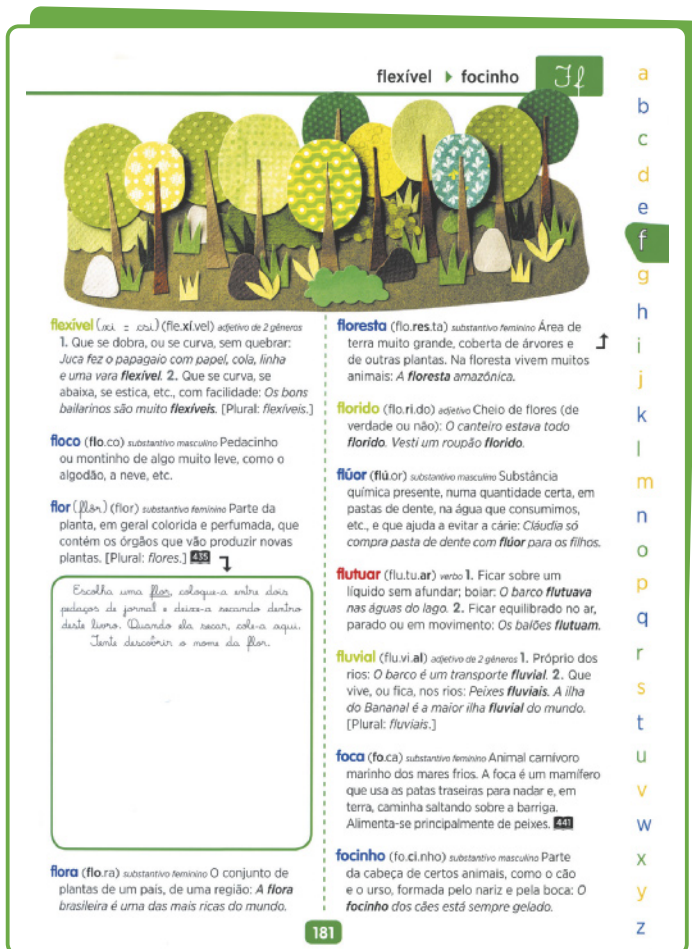 flexível ▸ focinho
Ff
flexível (xi = csi) (fle.xí.vel) adjetivo de 2 gêneros
1. Que se dobra, ou se curva, sem quebrar:
Juca fez o papagaio com papel, cola, linha
e uma vara flexível. 2. Que se curva, se
abaixa, se estica, etc., com facilidade: Os bons
bailarinos são muito flexíveis. [Plural: flexíveis.]
floco (flo.co) substantivo masculino Pedacinho
ou montinho de algo muito leve, como o
algodão, a neve, etc.
flor (flôr) (flor) substantivo feminino Parte da
planta, em geral colorida e perfumada, que
contém os órgãos que vão produzir novas
plantas. [Plural: flores.] 435
Escolha uma flor, coloque-a entre dois
pedaços de jornal e deixe-a secando dentro
deste livro. Quando ela secar, cole-a aqui.
Tente descobrir o nome da flor.
flora (flo.ra) substantivo feminino O conjunto de
plantas de um país, de uma região: A flora
brasileira é uma das mais ricas do mundo.
floresta (flo.res.ta) substantivo feminino Área de
terra muito grande, coberta de árvores e
de outras plantas. Na floresta vivem muitos
animais: A floresta amazônica.
florido (flo.ri.do) adjetivo Cheio de flores (de
verdade ou não): O canteiro estava todo
florido. Vesti um roupão florido.
flúor (flú.or) substantivo masculino Substância
química presente, numa quantidade certa, em
pastas de dente, na água que consumimos,
etc., e que ajuda a evitar a cárie: Cláudia só
compra pasta de dente com flúor para os filhos.
flutuar (flu.tu.ar) verbo 1. Ficar sobre um
líquido sem afundar; boiar: O barco flutuava
nas águas do lago. 2. Ficar equilibrado no ar,
parado ou em movimento: Os balões flutuam.
fluvial (flu.vi.al) adjetivo de 2 gêneros 1. Próprio dos
rios: O barco é um transporte fluvial. 2. Que
vive, ou fica, nos rios: Peixes fluviais. A ilha
do Bananal é a maior ilha fluvial do mundo.
[Plural: fluviais.]
foca (fo.ca) substantivo feminino Animal carnívoro
marinho dos mares frios. A foca é um mamífero
que usa as patas traseiras para nadar e, em
terra, caminha saltando sobre a barriga.
Alimenta-se principalmente de peixes. 441
focinho (fo.ci.nho) substantivo masculino Parte
da cabeça de certos animais, como o cão
e o urso, formada pelo nariz e pela boca: O
focinho dos cães está sempre gelado.
181
a
b
c
d
e
f
g
h
i
j
k
l
m
n
o
p
q
r
s
t
u
v
w
x
y
z